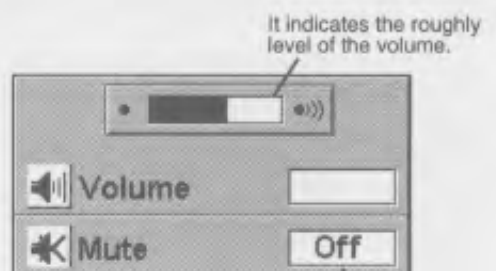 It indicates the roughly
level of the volume.
Volume
Mute
Off